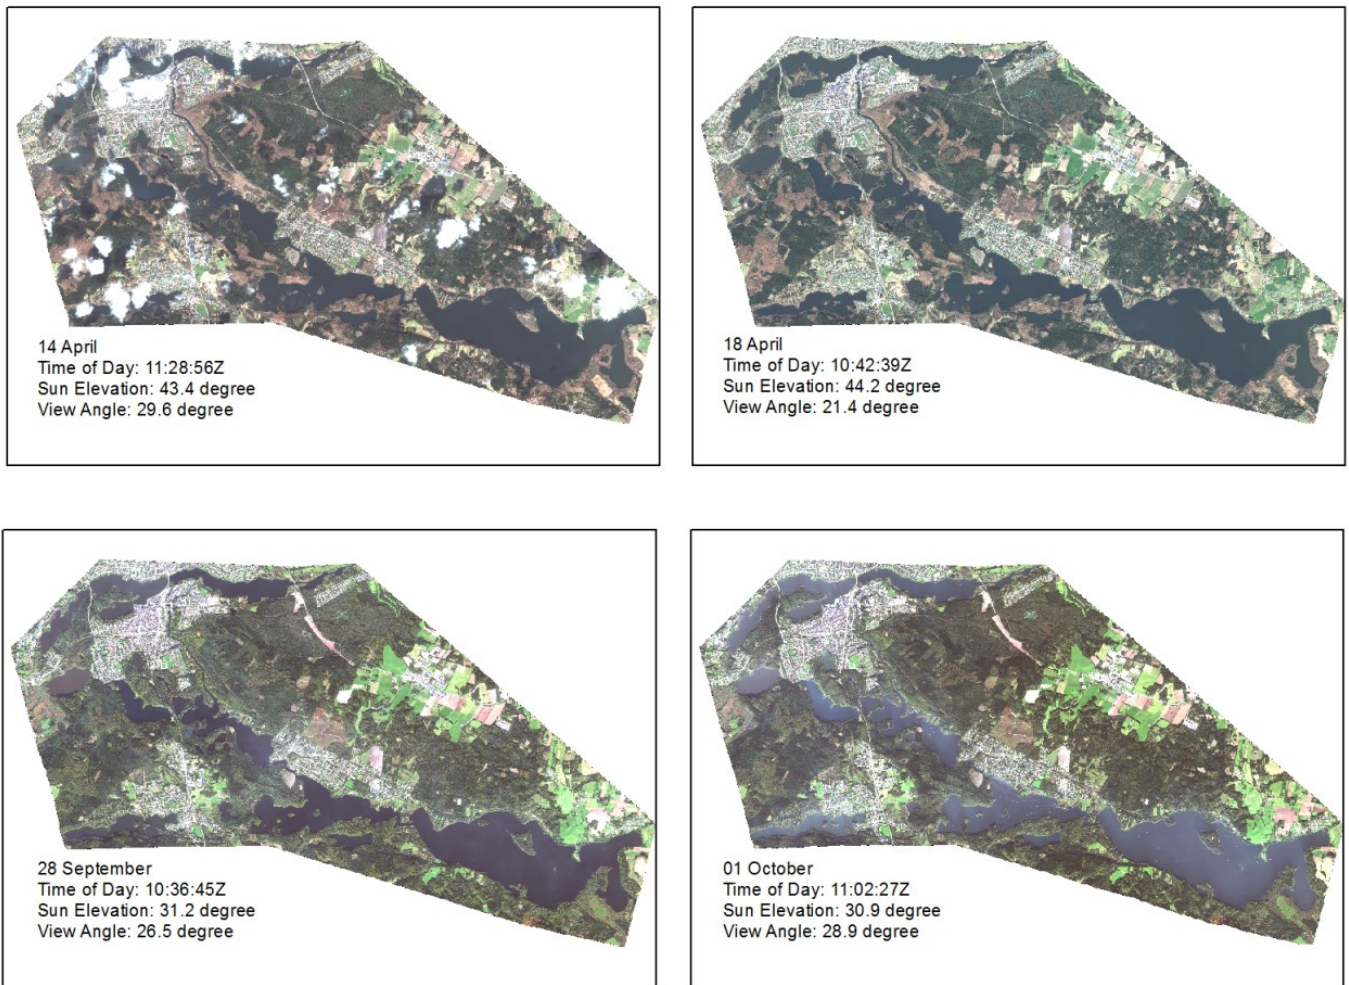 14 April
Time of Day: 11:28:56Z
Sun Elevation: 43.4 degree
View Angle: 29.6 degree
18 April
Time of Day: 10:42:39Z
Sun Elevation: 44.2 degree
View Angle: 21.4 degree
28 September
Time of Day: 10:36:45Z
Sun Elevation: 31.2 degree
View Angle: 26.5 degree
01 October
Time of Day: 11:02:27Z
Sun Elevation: 30.9 degree
View Angle: 28.9 degree